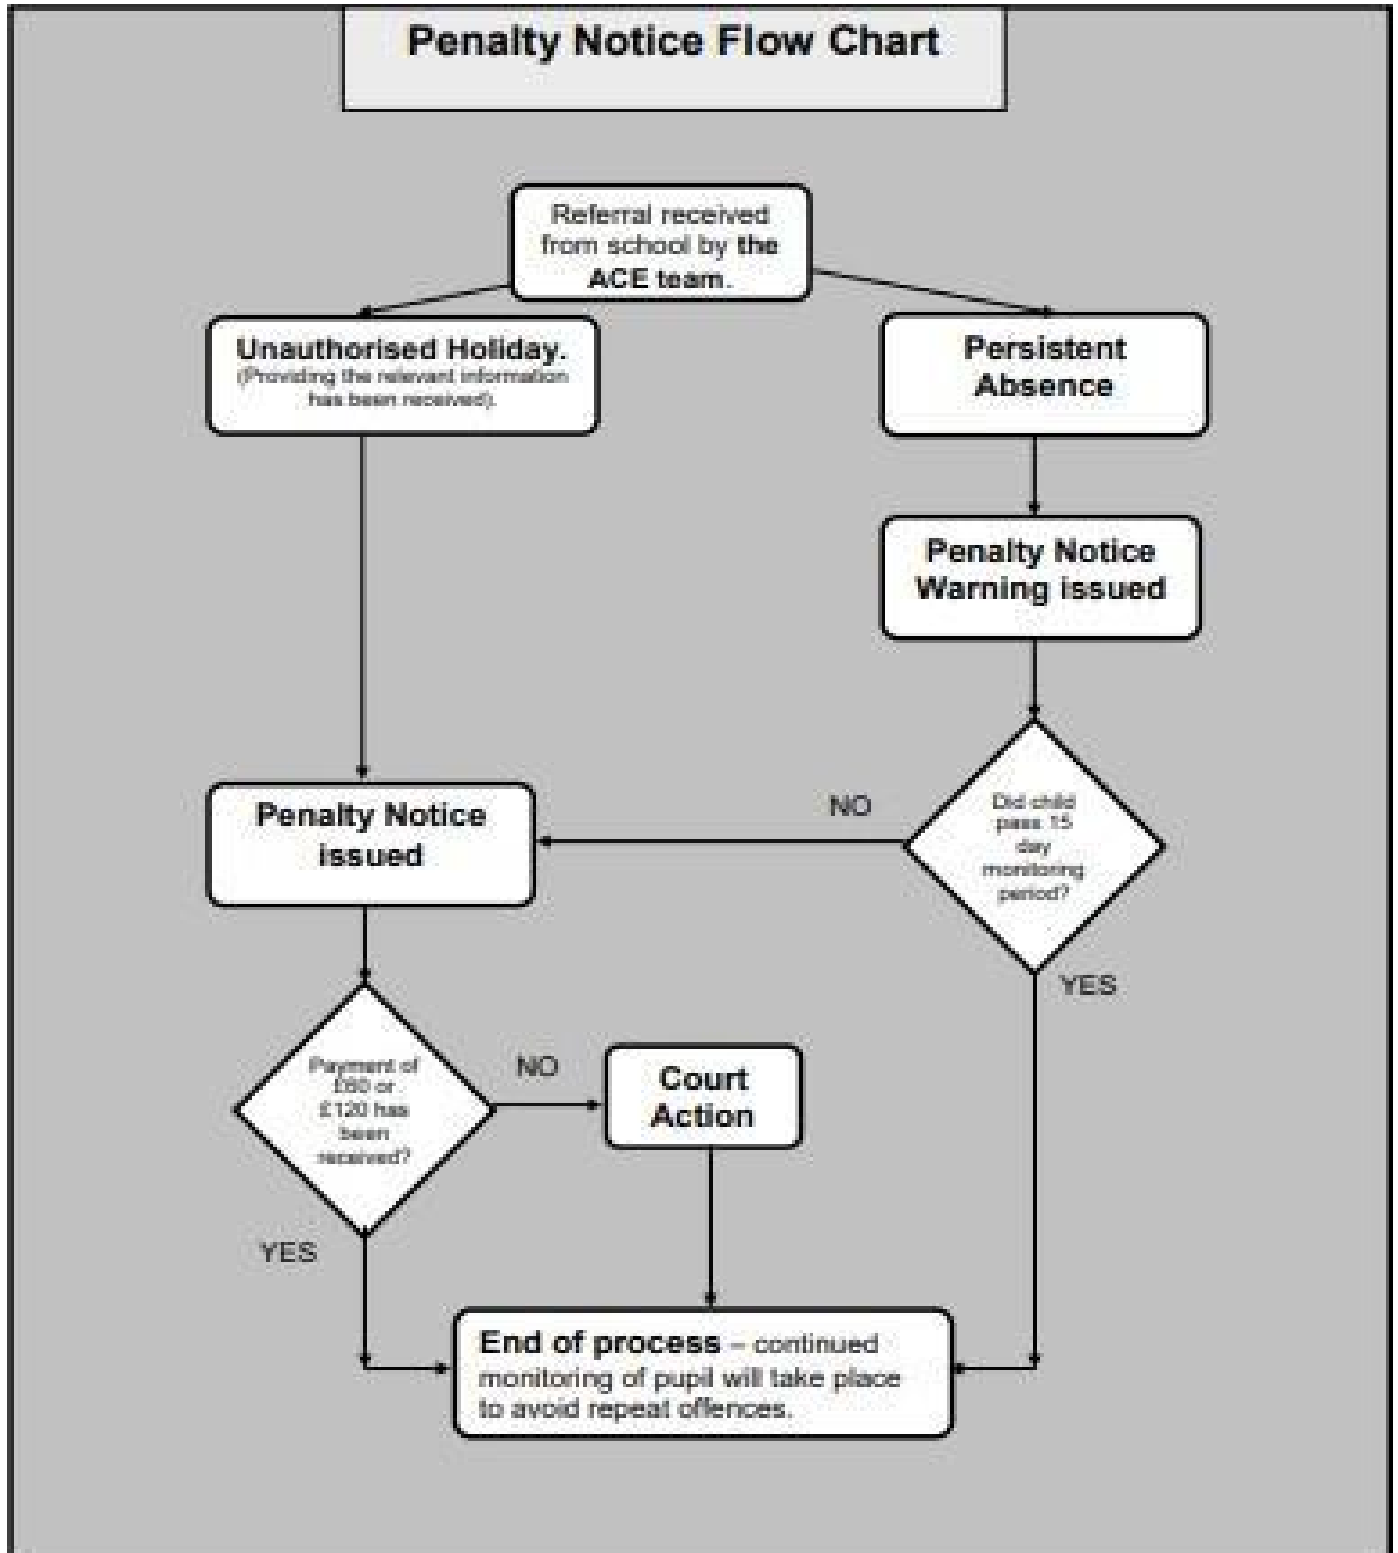 Penalty Notice Flow Chart
Referral received
from school by the
ACE team.
Unauthorised Holiday.
(Providing the relevant information
has been received).
Persistent
Absence
Penalty Notice
Warning issued
Did child
pass 15
day
monitoring
period?
NO
YES
Penalty Notice
issued
Payment of
£60 or
£120 has
been
received?
NO
YES
Court
Action
End of process – continued
monitoring of pupil will take place
to avoid repeat offences.